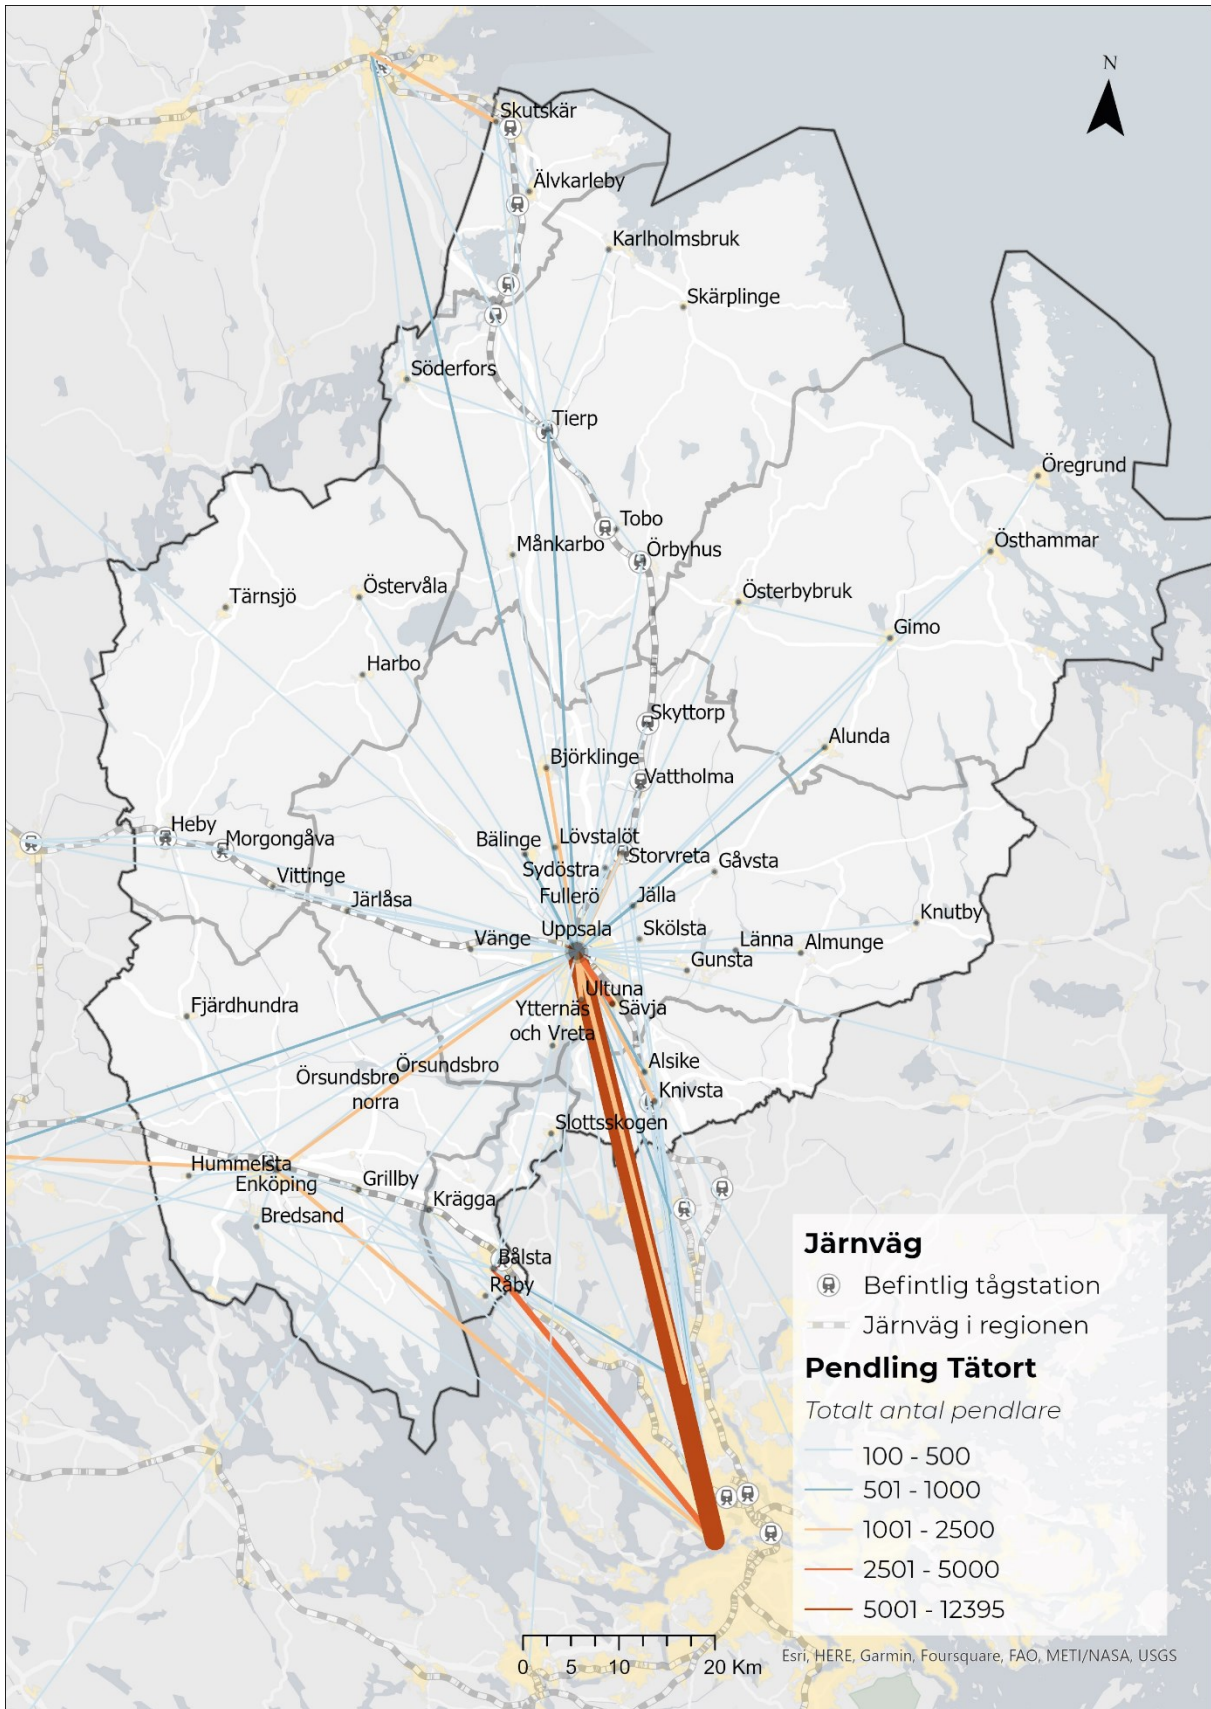 N
Skutskär
Älvkarleby
Karlholmsbruk
Skärplinge
Söderfors
Tierp
Öregrund
Tobo
Månkarbo
Örbyhus
Östhammar
Östervåla
Tärnsjö
Österbybruk
Gimo
Harbo
Skyttorp
Alunda
Björklinge
Vattholma
Heby
Morgongåva
Bälinge
Lövstalöt
Storvreta
Sydöstra
Fullerö
Gåvsta
Vittinge
Järlåsa
Jälla
Knutby
Uppsala
Skölsta
Vänge
Länna
Almunge
Gunsta
Ultuna
Fjärdhundra
Ytternäs
och Vreta
Sävja
Alsike
Örsundsbro
Örsundsbro
norra
Knivsta
Slottsskogen
Hummelsta
Enköping
Grillby
Krägga
Bredsand
Bålsta
Råby
Järnväg
Befintlig tågstation
Järnväg i regionen
Pendling Tätort
Totalt antal pendlare
100 - 500
501 - 1000
1001 - 2500
2501 - 5000
5001 - 12395
0 5 10 20 Km
Esri, HERE, Garmin, Foursquare, FAO, METI/NASA, USGS